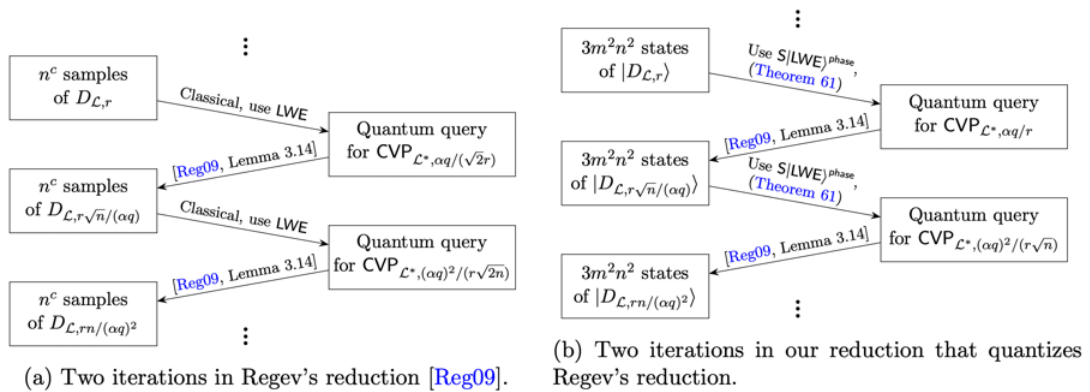 ⋮
n^c samples
of D_{ℒ,r}
Classical, use LWE
Quantum query
for CVP_{ℒ*,αq/(√2r)}
[Reg09, Lemma 3.14]
n^c samples
of D_{ℒ,r√n/(αq)}
Classical, use LWE
Quantum query
for CVP_{ℒ*,(αq)²/(r√2n)}
[Reg09, Lemma 3.14]
n^c samples
of D_{ℒ,rn/(αq)²}
⋮
(a) Two iterations in Regev's reduction [Reg09].
⋮
3m²n² states
of |D_{ℒ,r}⟩
Use S|LWE⟩^{phase},
(Theorem 61)
Quantum query
for CVP_{ℒ*,αq/r}
[Reg09, Lemma 3.14]
3m²n² states
of |D_{ℒ,r√n/(αq)}⟩
Use S|LWE⟩^{phase},
(Theorem 61)
Quantum query
for CVP_{ℒ*,(αq)²/(r√n)}
[Reg09, Lemma 3.14]
3m²n² states
of |D_{ℒ,rn/(αq)²}⟩
⋮
(b) Two iterations in our reduction that quantizes
Regev's reduction.